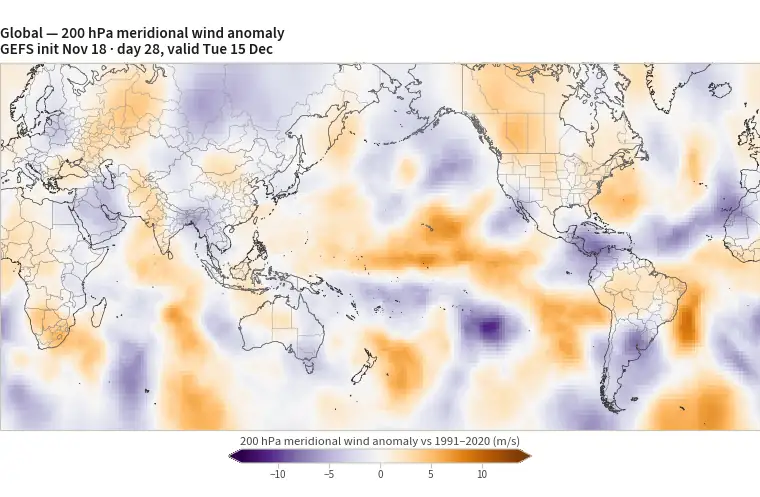 Global — 200 hPa meridional wind anomaly
GEFS init Nov 18 · day 28, valid Tue 15 Dec
200 hPa meridional wind anomaly vs 1991–2020 (m/s)
−10 −5 0 5 10